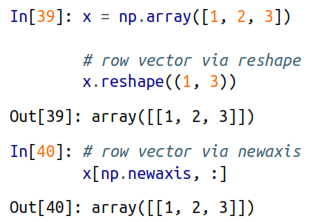 In[39]: x = np.array([1, 2, 3])
# row vector via reshape
x.reshape((1, 3))
Out[39]: array([[1, 2, 3]])
In[40]: # row vector via newaxis
x[np.newaxis, :]
Out[40]: array([[1, 2, 3]])